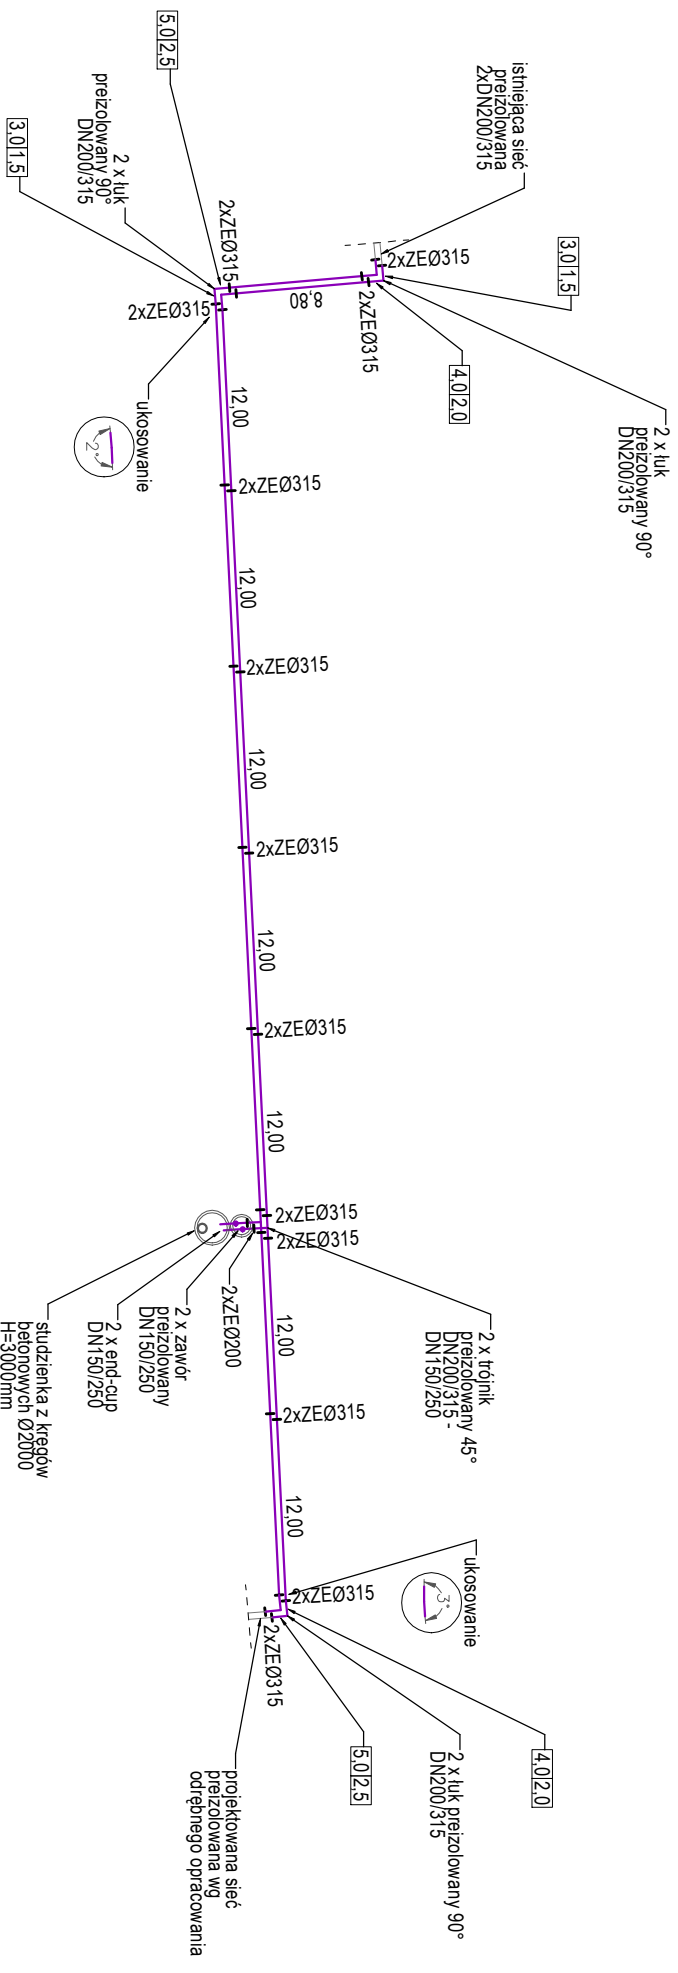 istniejąca sieć
preizolowana
2xDN200/315
3,0|1,5
2 x łuk
preizolowany 90°
DN200/315
2xZEØ315
4,0|2,0
2xZEØ315
8,80
5,0|2,5
2xZEØ315
2 x łuk
preizolowany 90°
DN200/315
3,0|1,5
2xZEØ315
ukosowanie
2°
12,00
2xZEØ315
12,00
2xZEØ315
12,00
2xZEØ315
12,00
2xZEØ315
12,00
2xZEØ315
2xZEØ315
2 x trójnik
preizolowany 45°
DN200/315 -
DN150/250
2xZEØ200
2 x zawór
preizolowany
DN150/250
2 x end-cup
DN150/250
studzienka z kręgów
betonowych Ø2000
H=3000mm
12,00
2xZEØ315
12,00
2xZEØ315
ukosowanie
3°
2xZEØ315
4,0|2,0
2 x łuk preizolowany 90°
DN200/315
5,0|2,5
projektowana sieć
preizolowana wg
odrębnego opracowania